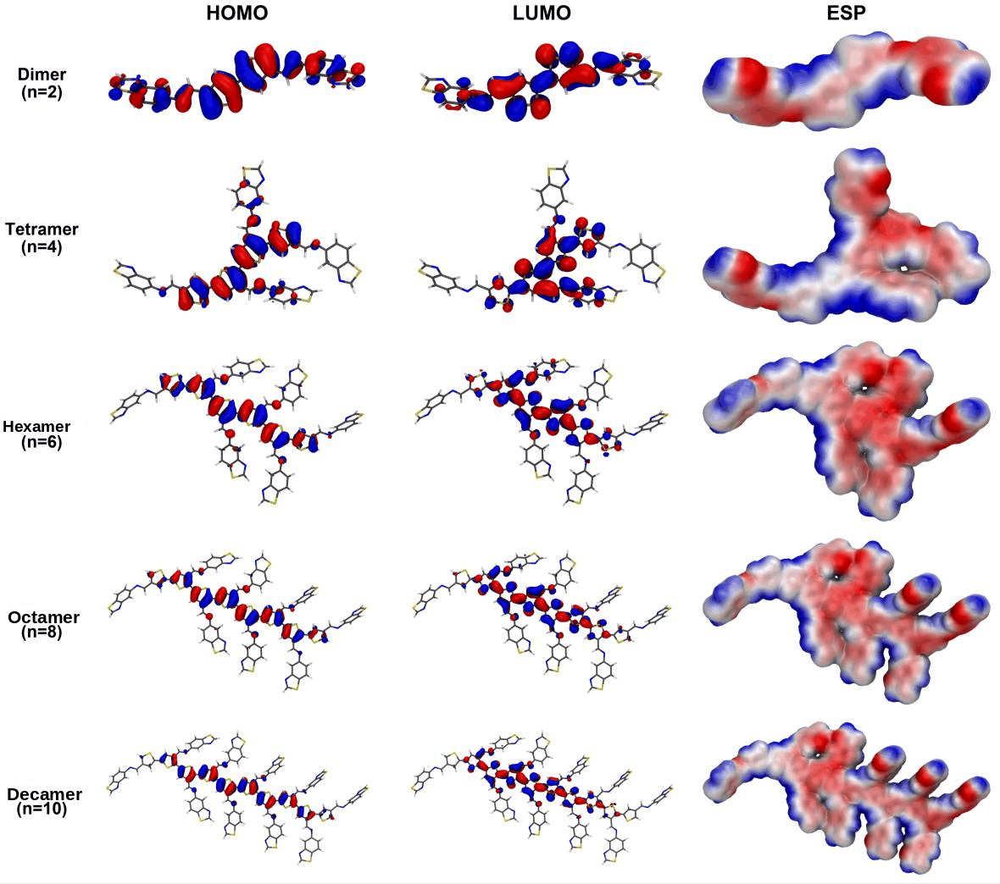 HOMO LUMO ESP
Dimer
(n=2)
Tetramer
(n=4)
Hexamer
(n=6)
Octamer
(n=8)
Decamer
(n=10)